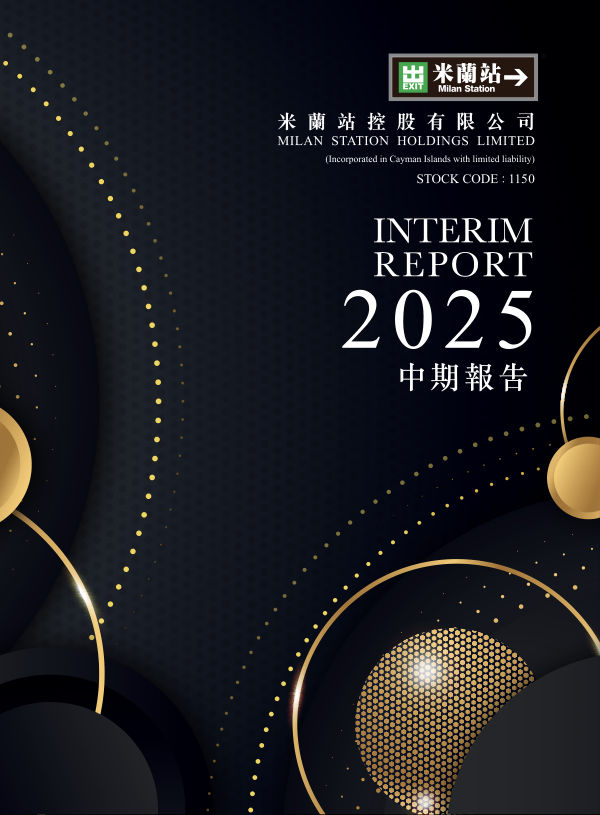 出 米蘭站
EXIT Milan Station
米蘭站控股有限公司
MILAN STATION HOLDINGS LIMITED
(Incorporated in Cayman Islands with limited liability)
STOCK CODE : 1150
INTERIM
REPORT
2025
中期報告